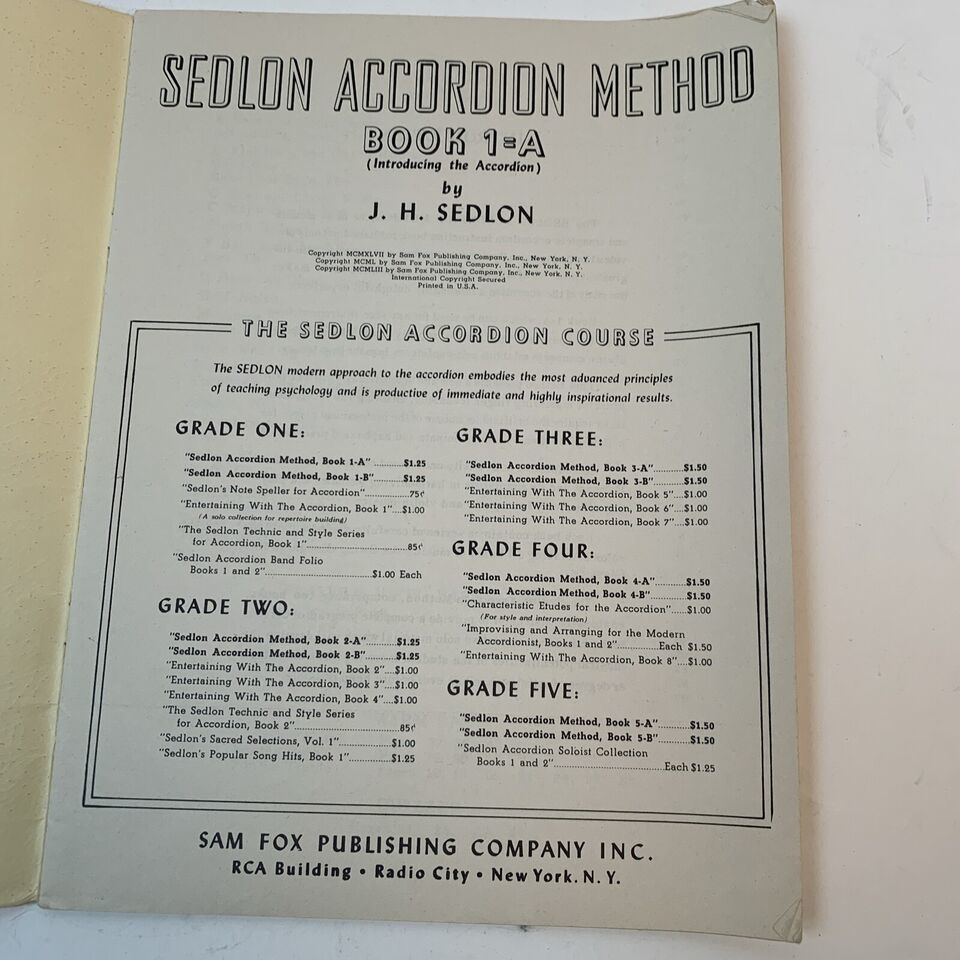 SEDLON ACCORDION METHOD
BOOK 1=A
(Introducing the Accordion)
by
J. H. SEDLON
Copyright MCMXLVII by Sam Fox Publishing Company, Inc., New York, N. Y.
Copyright MCML by Sam Fox Publishing Company, Inc., New York, N. Y.
Copyright MCMLIII by Sam Fox Publishing Company, Inc., New York, N. Y.
International Copyright Secured
Printed in U.S.A.
THE SEDLON ACCORDION COURSE
The SEDLON modern approach to the accordion embodies the most advanced principles
of teaching psychology and is productive of immediate and highly inspirational results.
GRADE ONE:
"Sedlon Accordion Method, Book 1-A" ..........$1.25
"Sedlon Accordion Method, Book 1-B"..........$1.25
"Sedlon's Note Speller for Accordion"..............75¢
"Entertaining With The Accordion, Book 1"....$1.00
(A solo collection for repertoire building)
"The Sedlon Technic and Style Series
for Accordion, Book 1"................................85¢
"Sedlon Accordion Band Folio
Books 1 and 2"....................................$1.00 Each
GRADE TWO:
"Sedlon Accordion Method, Book 2-A"..........$1.25
"Sedlon Accordion Method, Book 2-B"..........$1.25
"Entertaining With The Accordion, Book 2"....$1.00
"Entertaining With The Accordion, Book 3"....$1.00
"Entertaining With The Accordion, Book 4"....$1.00
"The Sedlon Technic and Style Series
for Accordion, Book 2"................................85¢
"Sedlon's Sacred Selections, Vol. 1"................$1.00
"Sedlon's Popular Song Hits, Book 1".............$1.25
GRADE THREE:
"Sedlon Accordion Method, Book 3-A"..........$1.50
"Sedlon Accordion Method, Book 3-B"..........$1.50
"Entertaining With The Accordion, Book 5"....$1.00
"Entertaining With The Accordion, Book 6"....$1.00
"Entertaining With The Accordion, Book 7"....$1.00
GRADE FOUR:
"Sedlon Accordion Method, Book 4-A"..........$1.50
"Sedlon Accordion Method, Book 4-B"..........$1.50
"Characteristic Etudes for the Accordion".....$1.00
(For style and interpretation)
"Improvising and Arranging for the Modern
Accordionist, Books 1 and 2"..............Each $1.50
"Entertaining With The Accordion, Book 8"....$1.00
GRADE FIVE:
"Sedlon Accordion Method, Book 5-A"..........$1.50
"Sedlon Accordion Method, Book 5-B"..........$1.50
"Sedlon Accordion Soloist Collection
Books 1 and 2"....................................Each $1.25
SAM FOX PUBLISHING COMPANY INC.
RCA Building • Radio City • New York. N. Y.